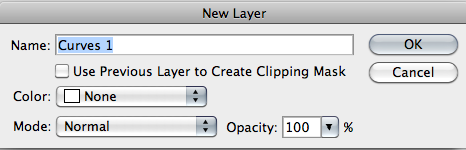 New Layer
Name: Curves 1 OK
Use Previous Layer to Create Clipping Mask Cancel
Color: None
Mode: Normal Opacity: 100 %